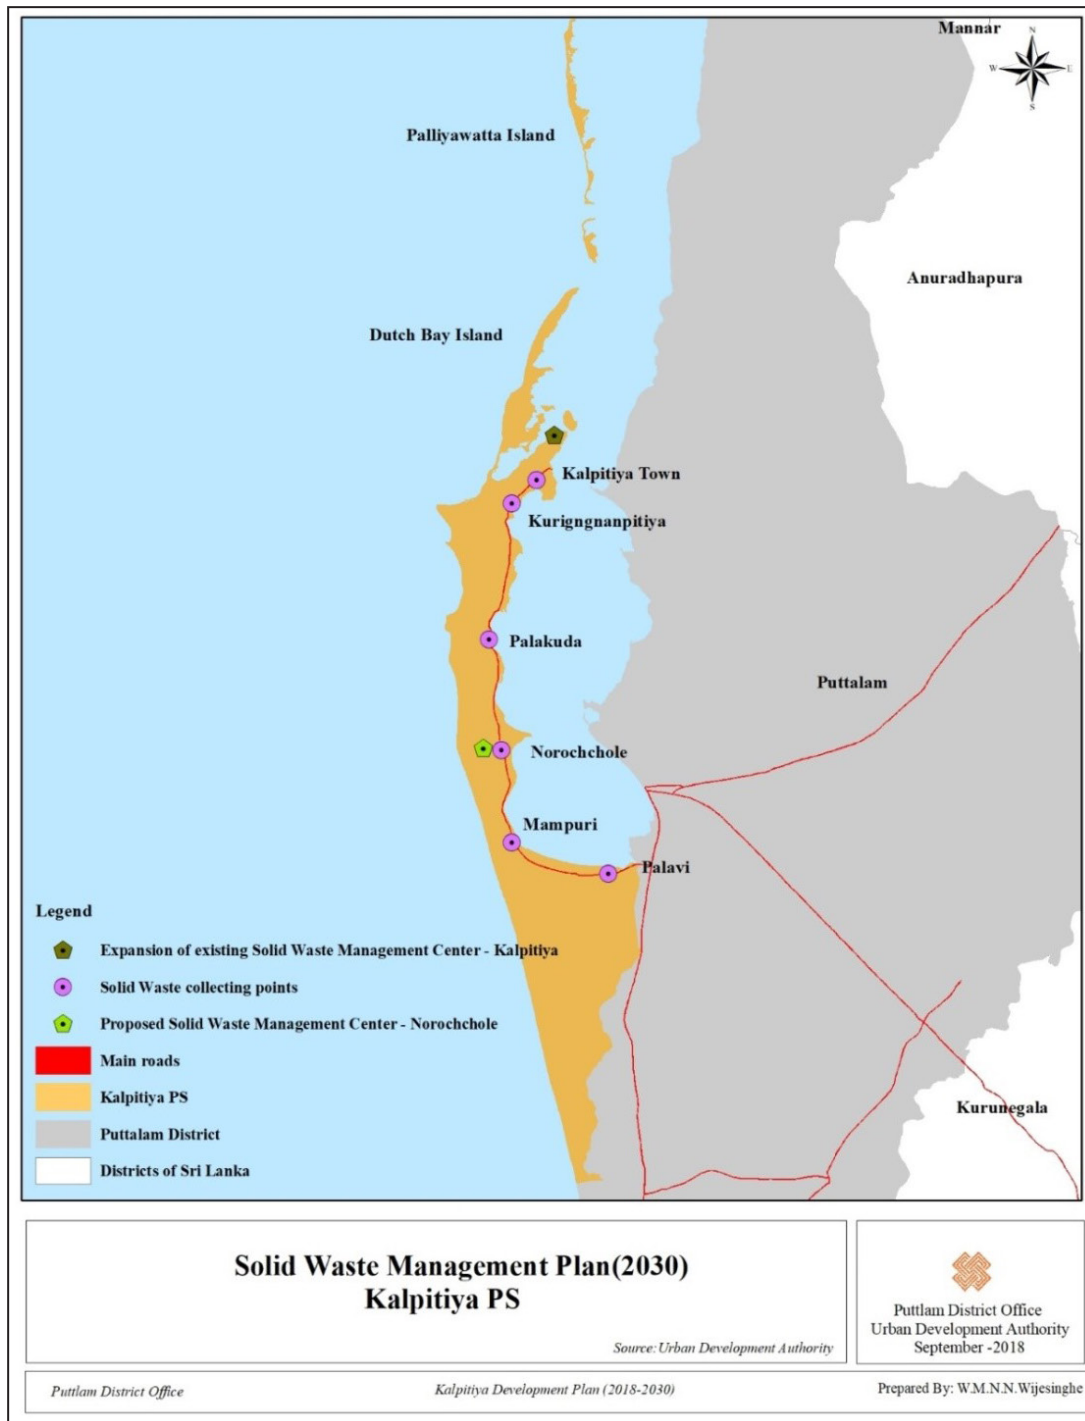 Mannar
N
W
E
S
Palliyawatta Island
Anuradhapura
Dutch Bay Island
Kalpitiya Town
Kurigngnanpitiya
Palakuda
Puttalam
Norochchole
Mampuri
Palavi
Legend
Expansion of existing Solid Waste Management Center - Kalpitiya
Solid Waste collecting points
Proposed Solid Waste Management Center - Norochchole
Main roads
Kalpitiya PS
Puttalam District
Districts of Sri Lanka
Kurunegala
Solid Waste Management Plan(2030)
Kalpitiya PS
Source: Urban Development Authority
Puttlam District Office
Urban Development Authority
September -2018
Puttlam District Office
Kalpitiya Development Plan (2018-2030)
Prepared By: W.M.N.N.Wijesinghe